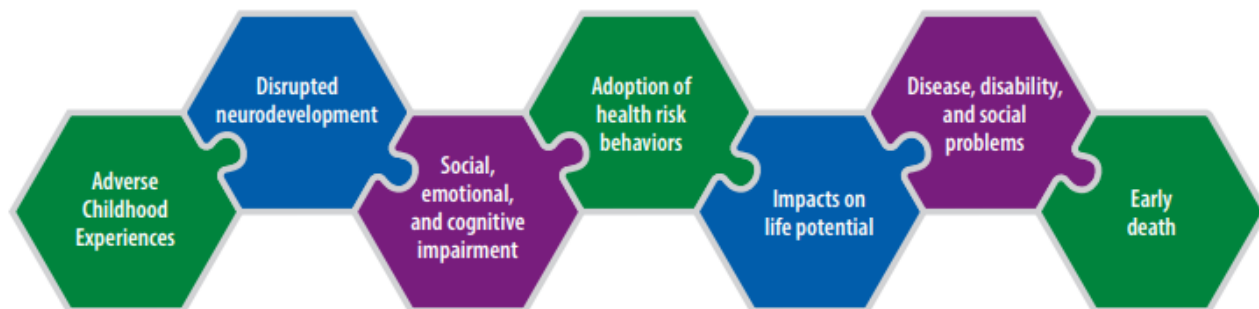 Adverse
Childhood
Experiences
Disrupted
neurodevelopment
Social,
emotional,
and cognitive
impairment
Adoption of
health risk
behaviors
Impacts on
life potential
Disease, disability,
and social
problems
Early
death